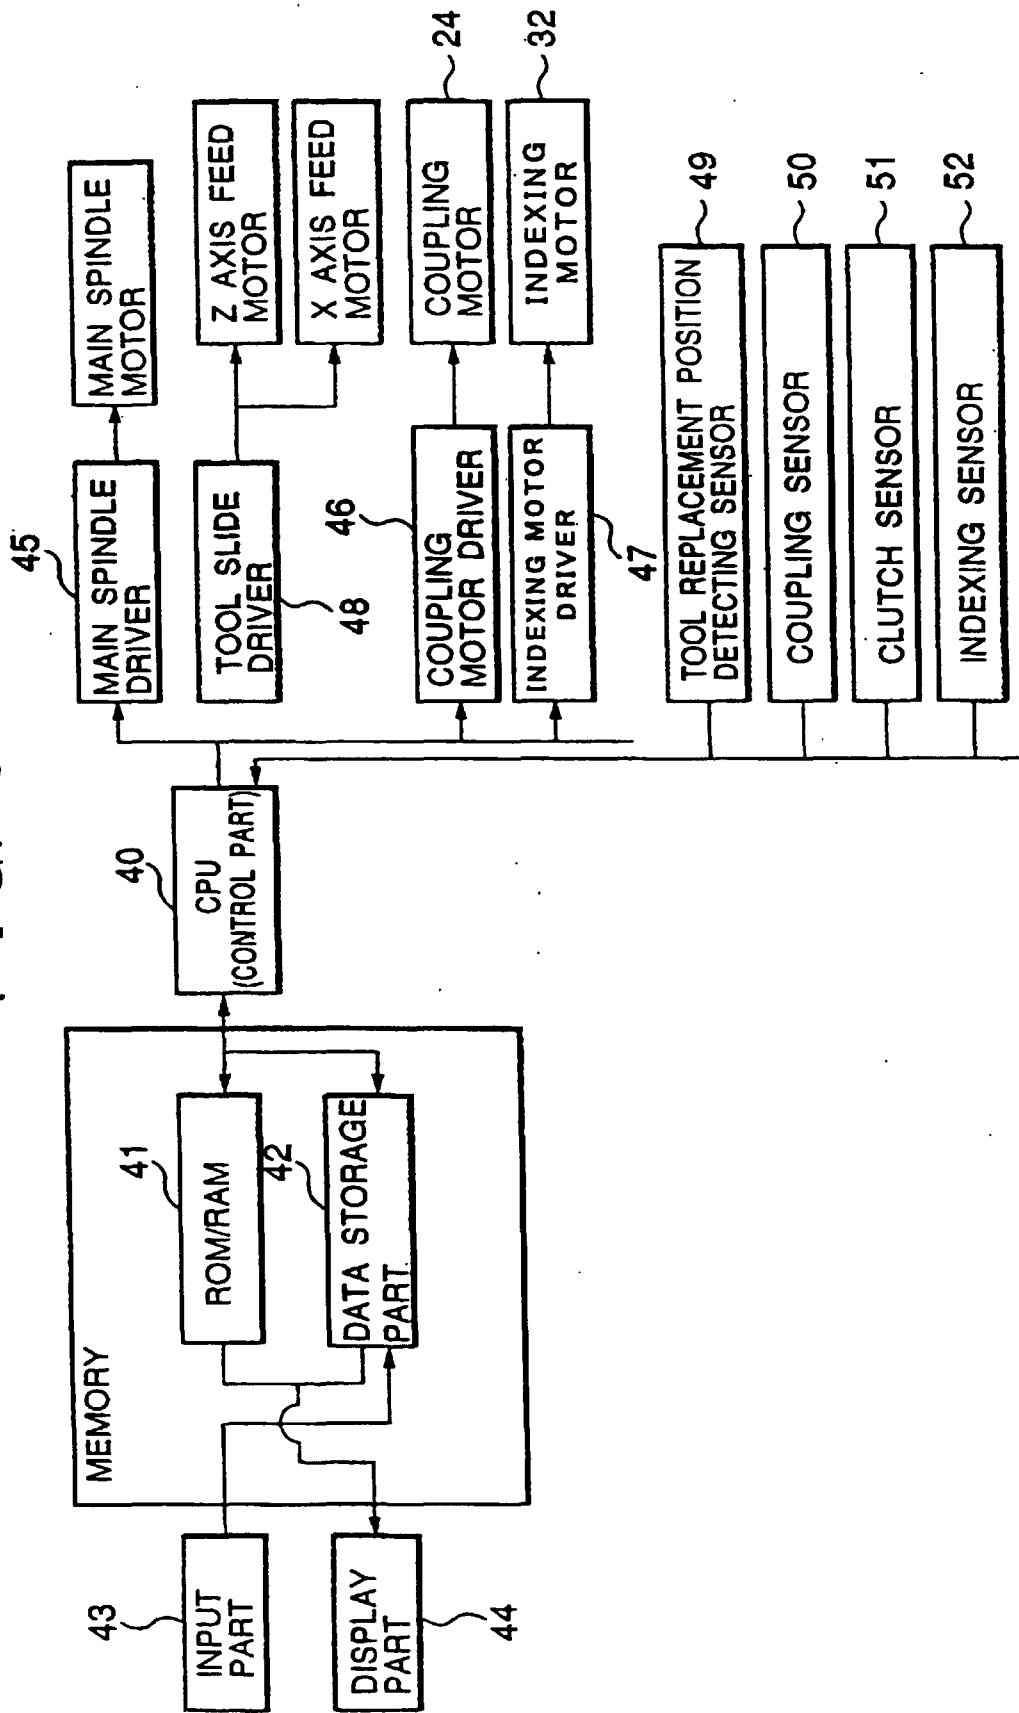 43
INPUT
PART
DISPLAY
PART
44
MEMORY
41
ROM/RAM
42
DATA STORAGE
PART
40
CPU
(CONTROL PART)
45
MAIN SPINDLE
DRIVER
MAIN SPINDLE
MOTOR
TOOL SLIDE
DRIVER
48
Z AXIS FEED
MOTOR
X AXIS FEED
MOTOR
46
COUPLING
MOTOR DRIVER
COUPLING
MOTOR
24
INDEXING MOTOR
DRIVER
47
INDEXING
MOTOR
32
TOOL REPLACEMENT POSITION
DETECTING SENSOR
49
COUPLING SENSOR
50
CLUTCH SENSOR
51
INDEXING SENSOR
52